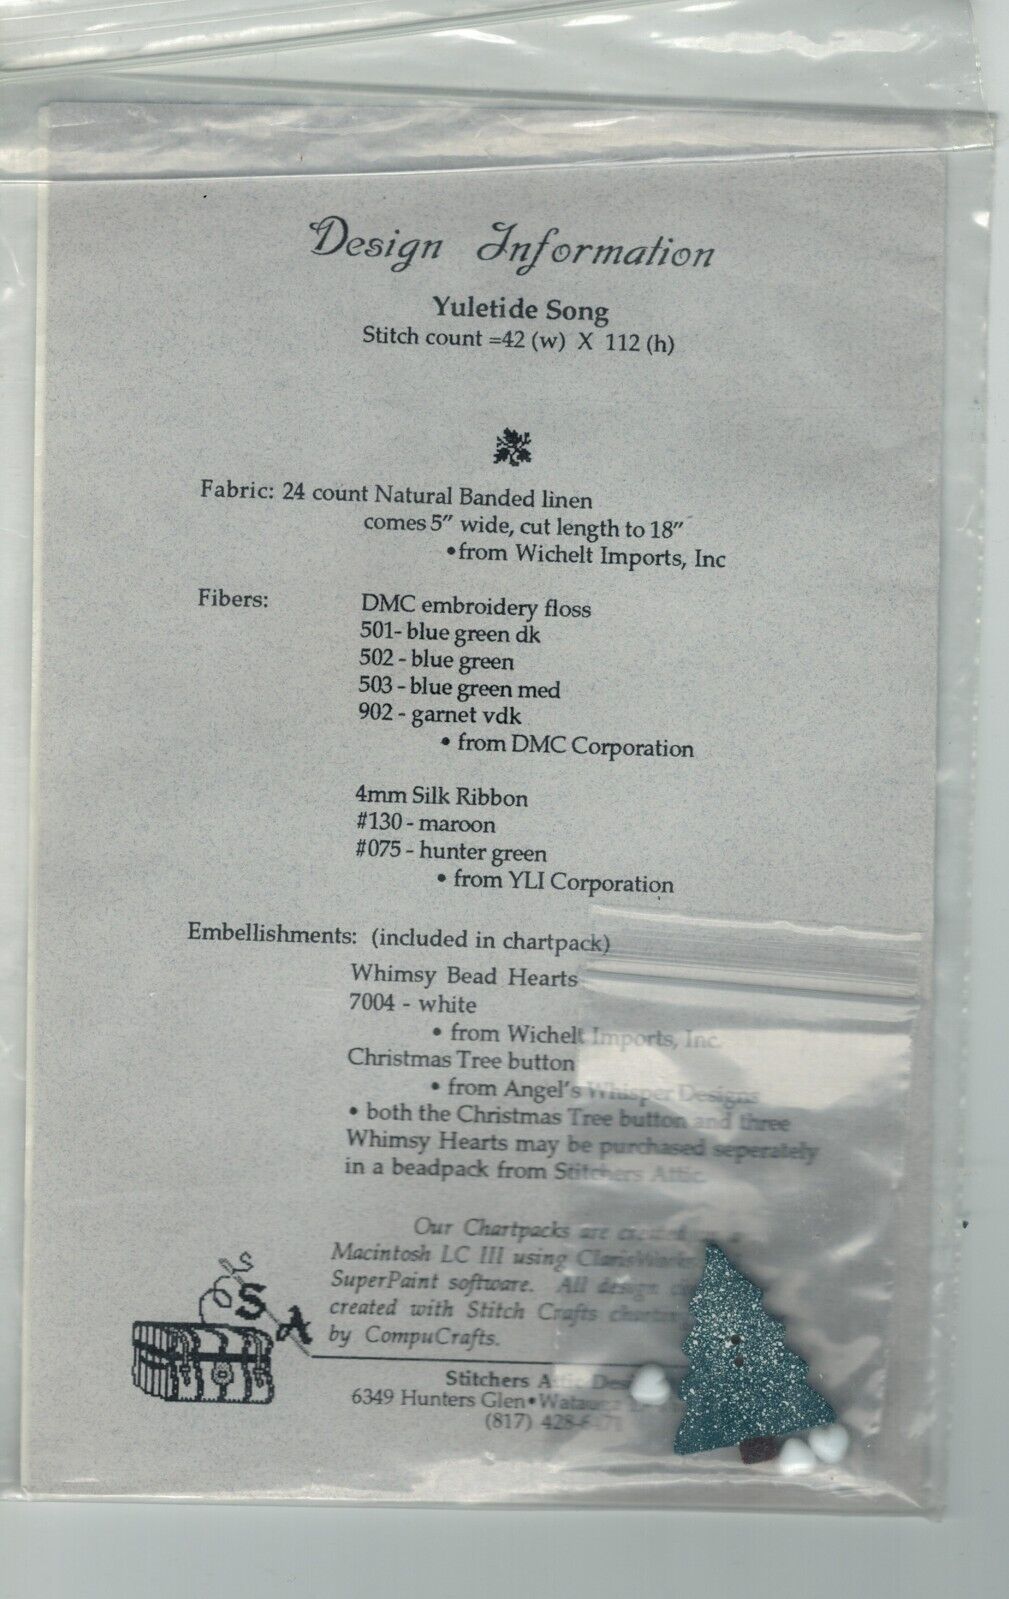 Design Information
Yuletide Song
Stitch count =42 (w) X 112 (h)
Fabric: 24 count Natural Banded linen
comes 5" wide, cut length to 18"
•from Wichelt Imports, Inc
Fibers: DMC embroidery floss
501- blue green dk
502 - blue green
503 - blue green med
902 - garnet vdk
• from DMC Corporation
4mm Silk Ribbon
#130 - maroon
#075 - hunter green
• from YLI Corporation
Embellishments: (included in chartpack)
Whimsy Bead Hearts
7004 - white
• from Wichelt Imports, Inc.
Christmas Tree button
• from Angel's Whisper Designs
• both the Christmas Tree button and three
Whimsy Hearts may be purchased seperately
in a beadpack from Stitchers Attic.
Our Chartpacks are created
Macintosh LC III using ClarisWorks
SuperPaint software. All design
created with Stitch Crafts
by CompuCrafts.
S
S
A
Stitchers Attic
6349 Hunters Glen•Watauga
(817) 428-